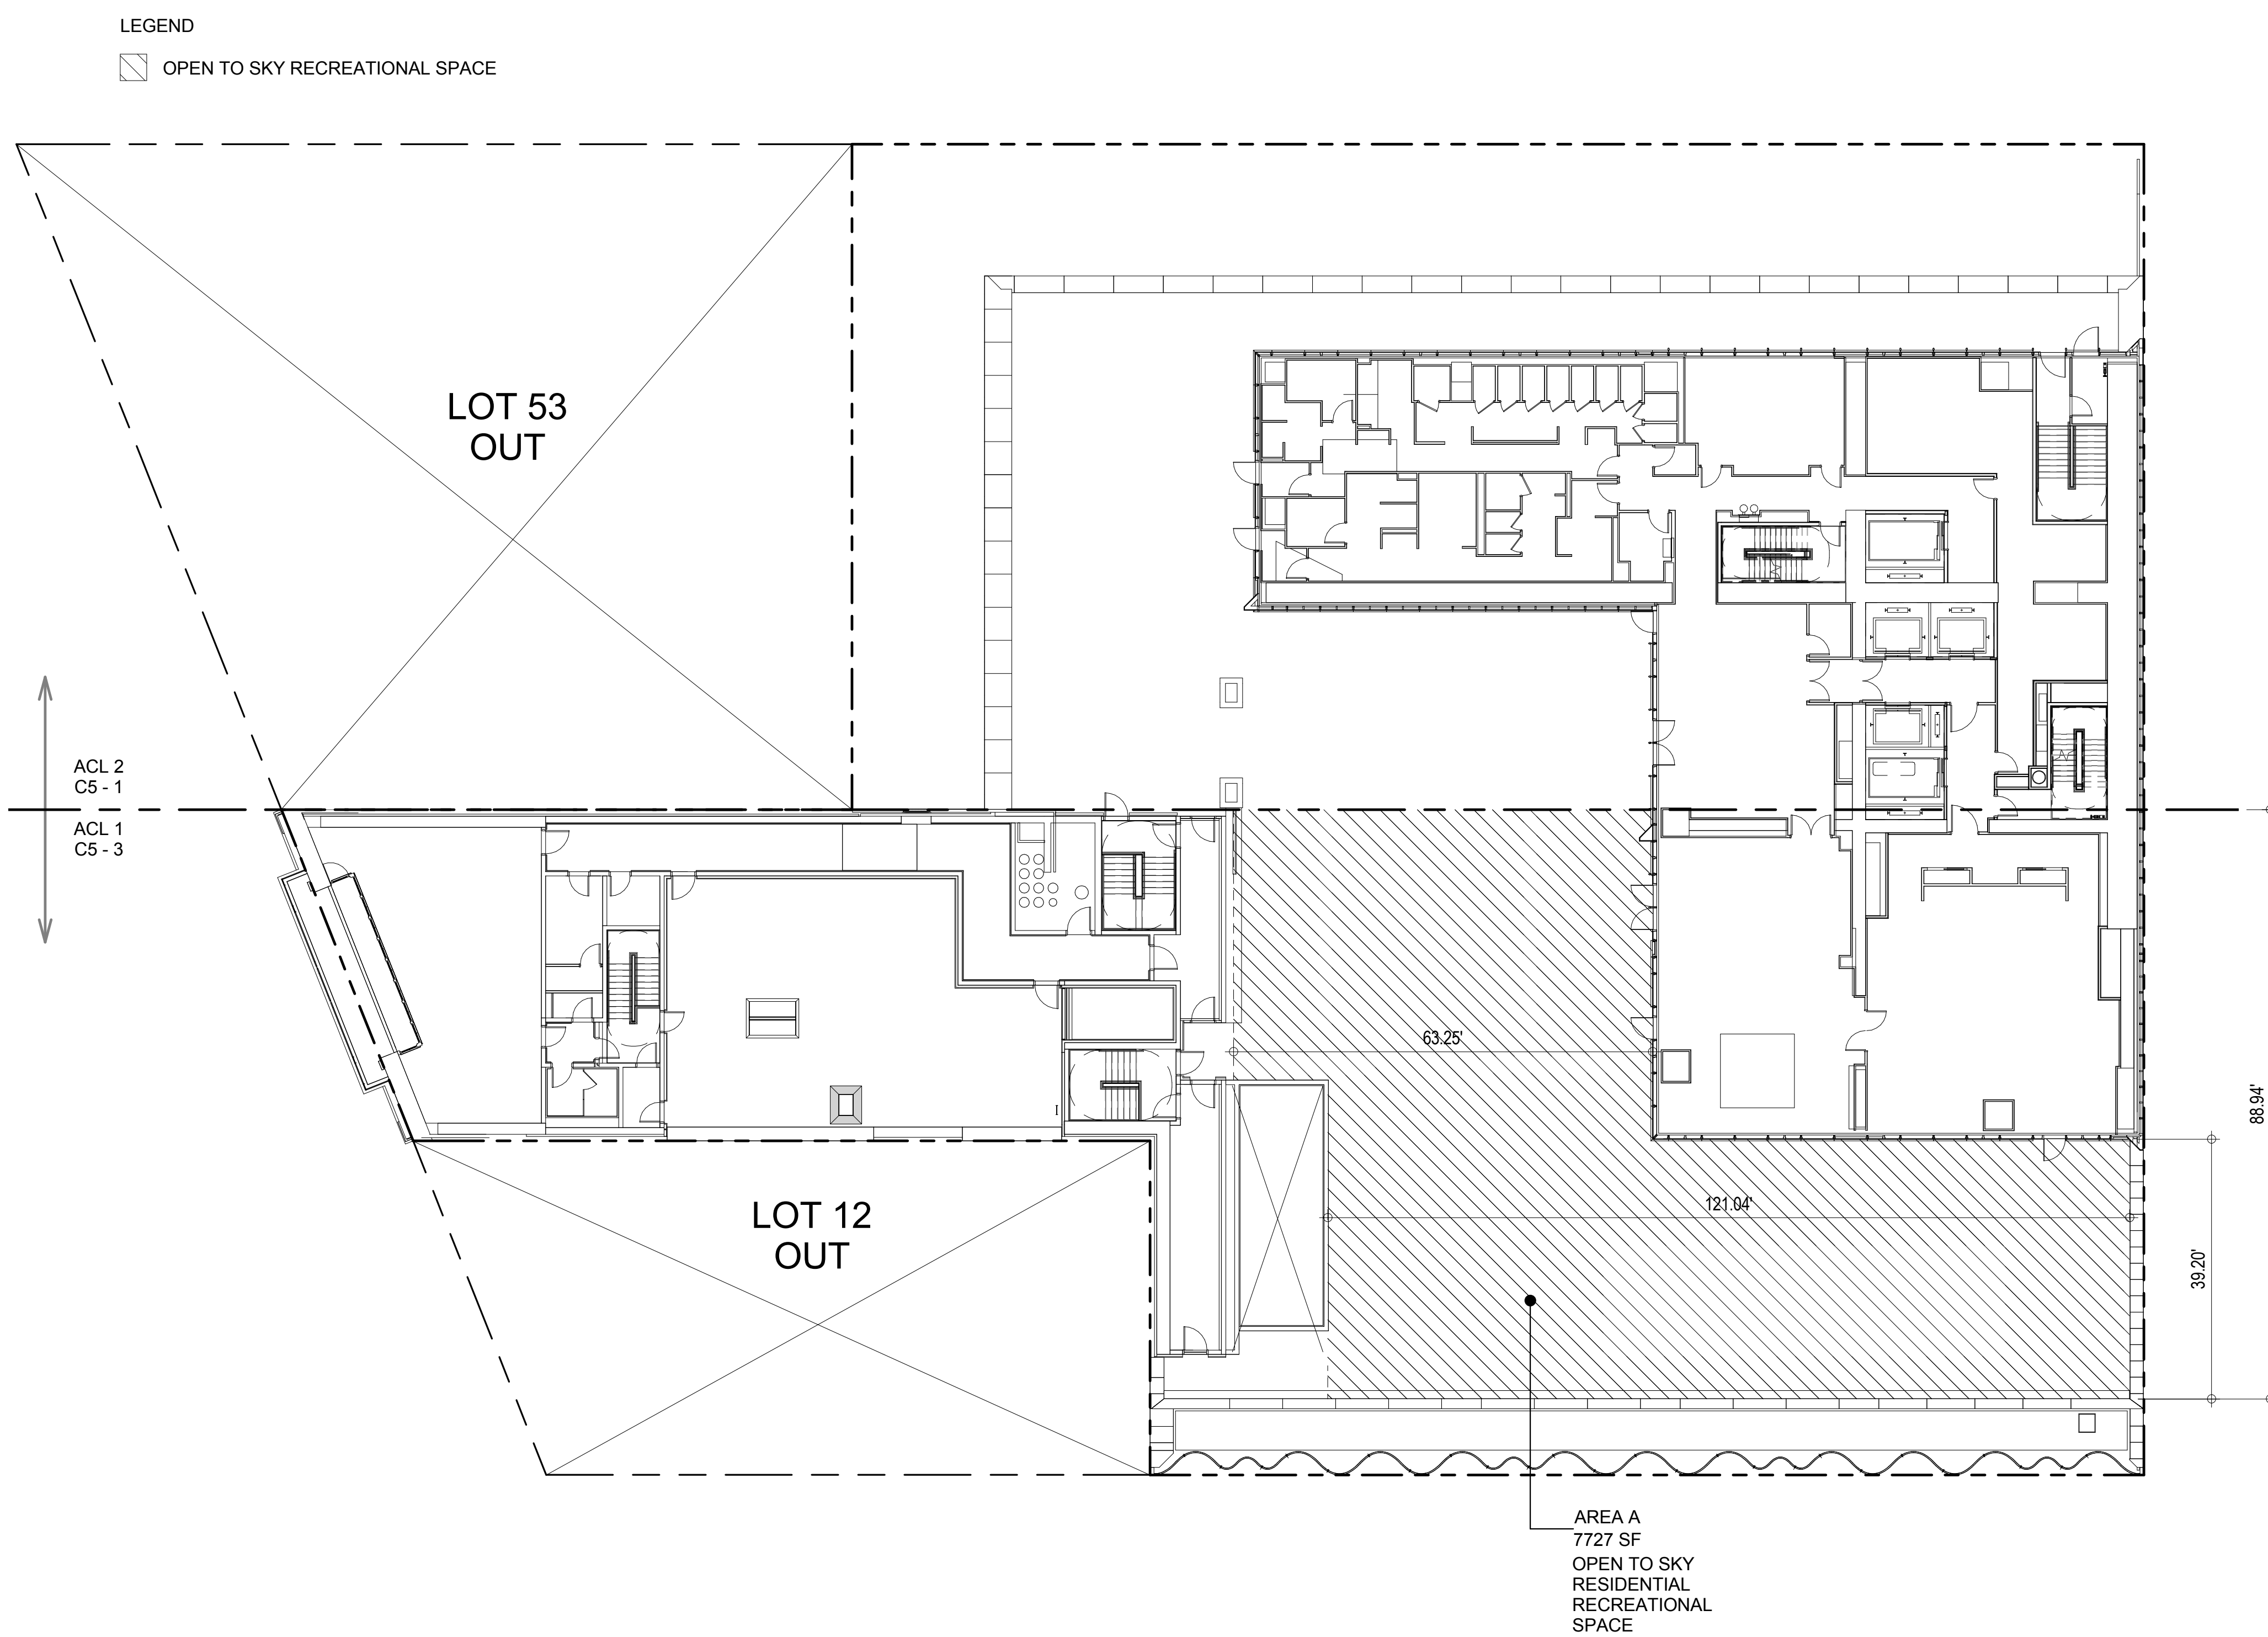 LEGEND
OPEN TO SKY RECREATIONAL SPACE
LOT 53
OUT
ACL 2
C5 - 1
ACL 1
C5 - 3
63.25'
88.94'
LOT 12
OUT
121.04'
39.20'
AREA A
7727 SF
OPEN TO SKY
RESIDENTIAL
RECREATIONAL
SPACE